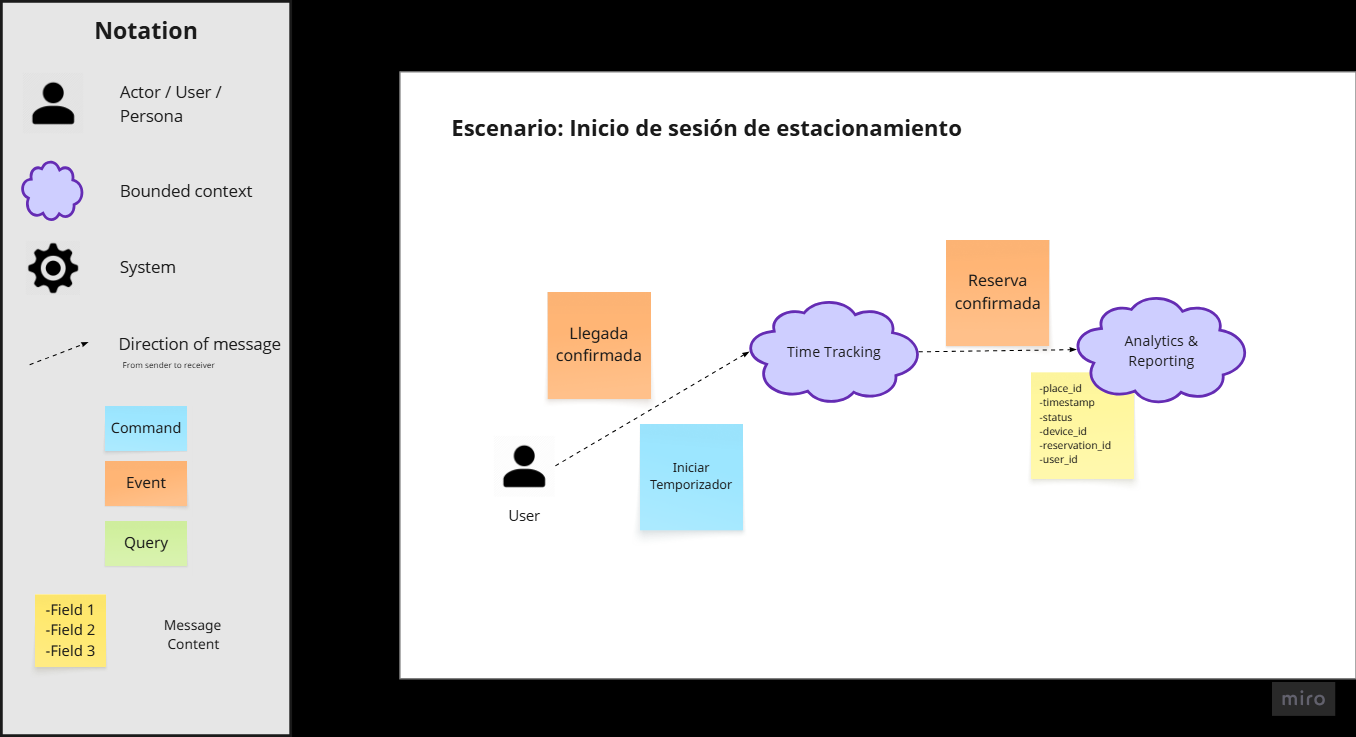 Notation
Actor / User /
Persona
Bounded context
System
Direction of message
From sender to receiver
Command
Event
Query
-Field 1
-Field 2
-Field 3
Message
Content
Escenario: Inicio de sesión de estacionamiento
Llegada
confirmada
User
Iniciar
Temporizador
Time Tracking
Reserva
confirmada
Analytics &
Reporting
-place_id
-timestamp
-status
-device_id
-reservation_id
-user_id
miro